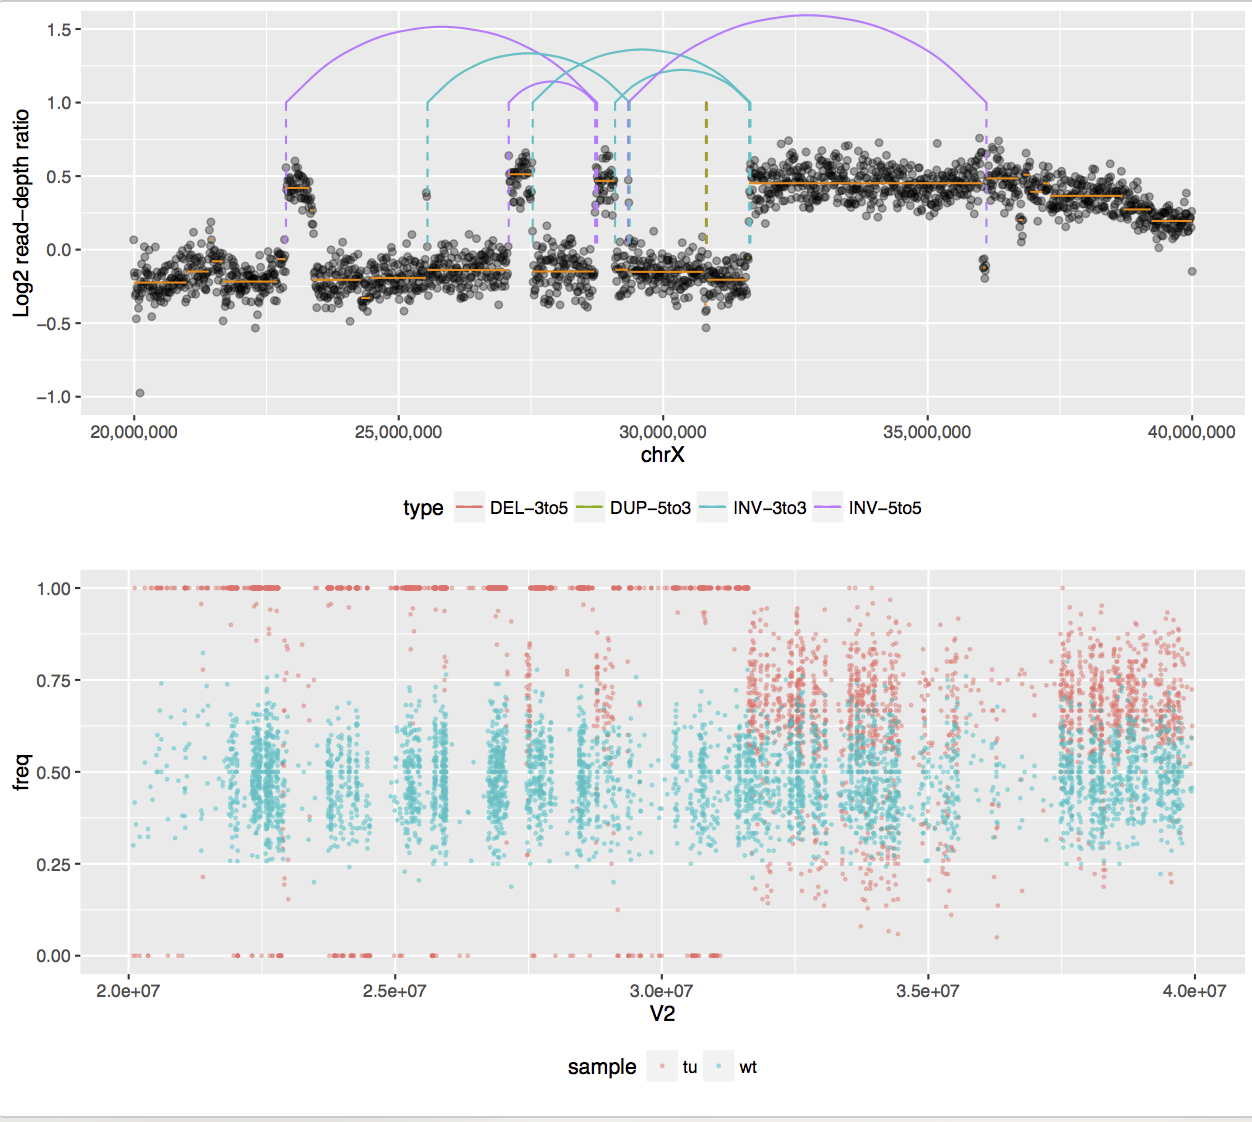 Log2 read−depth ratio
1.5
1.0
0.5
0.0
−0.5
−1.0
20,000,000 25,000,000 30,000,000 35,000,000 40,000,000
chrX
type DEL−3to5 DUP−5to3 INV−3to3 INV−5to5
freq
1.00
0.75
0.50
0.25
0.00
2.0e+07 2.5e+07 3.0e+07 3.5e+07 4.0e+07
V2
sample tu wt